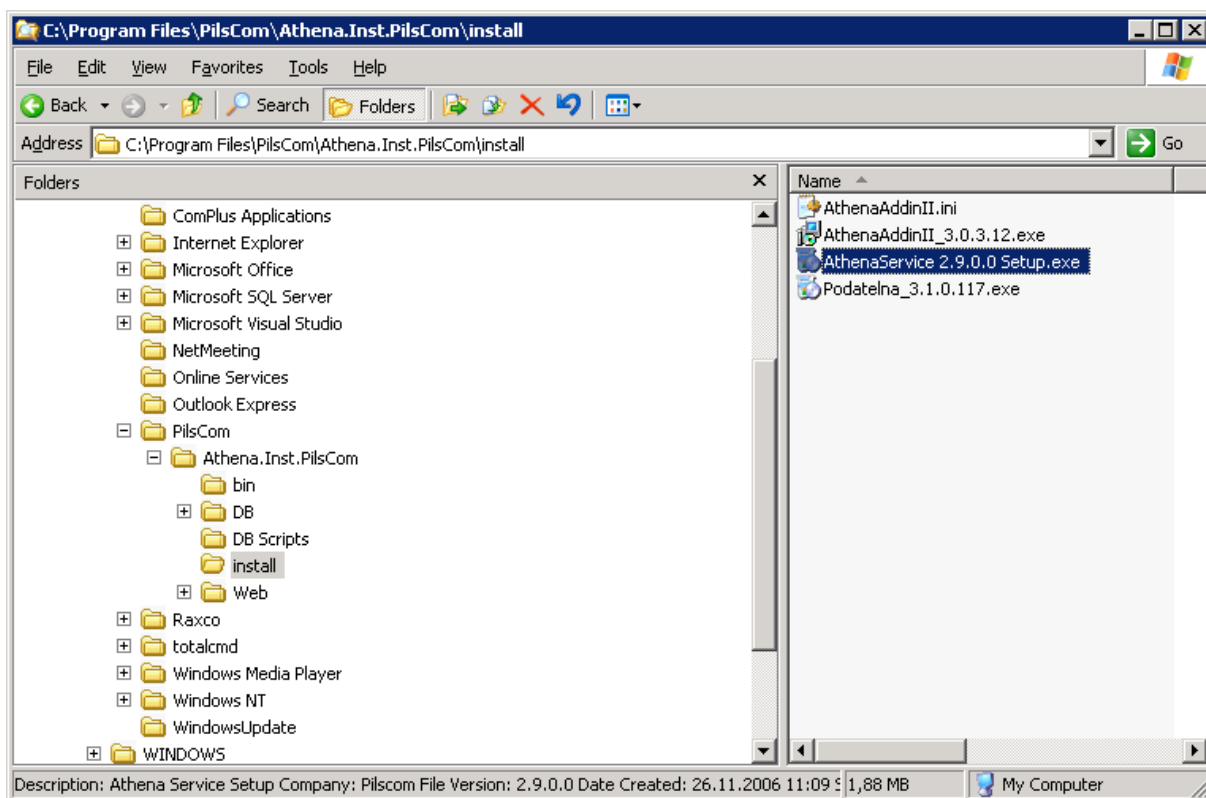 C:\Program Files\PilsCom\Athena.Inst.PilsCom\install
File Edit View Favorites Tools Help
Back Search Folders
Address C:\Program Files\PilsCom\Athena.Inst.PilsCom\install Go
Folders
ComPlus Applications
Internet Explorer
Microsoft Office
Microsoft SQL Server
Microsoft Visual Studio
NetMeeting
Online Services
Outlook Express
PilsCom
Athena.Inst.PilsCom
bin
DB
DB Scripts
install
Web
Raxco
totalcmd
Windows Media Player
Windows NT
WindowsUpdate
WINDOWS
Name
AthenaAddinII.ini
AthenaAddinII_3.0.3.12.exe
AthenaService 2.9.0.0 Setup.exe
Podatelna_3.1.0.117.exe
Description: Athena Service Setup Company: Pilscom File Version: 2.9.0.0 Date Created: 26.11.2006 11:09 1,88 MB My Computer